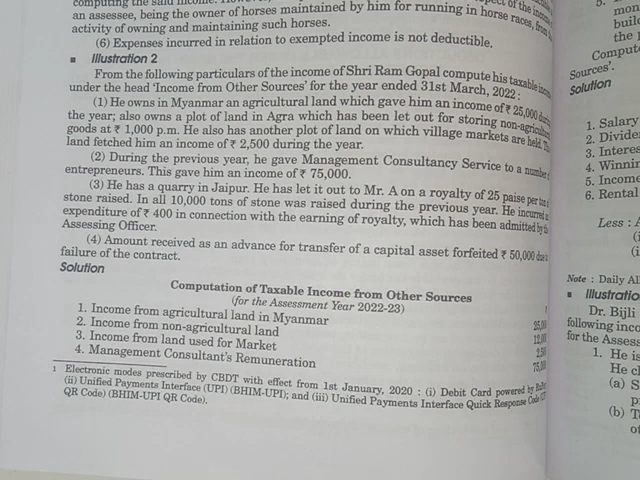 computing the said income. However,
an assessee, being the owner of horses maintained by him for running in horse races, from
activity of owning and maintaining such horses.
(6) Expenses incurred in relation to exempted income is not deductible.
■ Illustration 2
From the following particulars of the income of Shri Ram Gopal compute his taxable
under the head 'Income from Other Sources' for the year ended 31st March, 2022 :
(1) He owns in Myanmar an agricultural land which gave him an income of ₹ 25,000
the year; also owns a plot of land in Agra which has been let out for storing non-
goods at ₹ 1,000 p.m. He also has another plot of land on which village markets are held.
land fetched him an income of ₹ 2,500 during the year.
(2) During the previous year, he gave Management Consultancy Service to a
entrepreneurs. This gave him an income of ₹ 75,000.
(3) He has a quarry in Jaipur. He has let it out to Mr. A on a royalty of 25 paise per
stone raised. In all 10,000 tons of stone was raised during the previous year. He incurred
expenditure of ₹ 400 in connection with the earning of royalty, which has been admitted by
Assessing Officer.
(4) Amount received as an advance for transfer of a capital asset forfeited ₹ 50,000
failure of the contract.
Solution
Computation of Taxable Income from Other Sources
(for the Assessment Year 2022-23)
1. Income from agricultural land in Myanmar 25,
2. Income from non-agricultural land 12,
3. Income from land used for Market
4. Management Consultant's Remuneration 75,
1 Electronic modes prescribed by CBDT with effect from 1st January, 2020 : (i) Debit Card powered by
(ii) Unified Payments Interface (UPI) (BHIM-UPI); and (iii) Unified Payments Interface Quick Response Code
QR Code) (BHIM-UPI QR Code).
5.
the
Sources'.
Solution
1. Salary
2.
3.
4.
5. Income
6. Rental
Less :
(i
(i
Note : Daily
■
Dr. Bijli
following
for the
1. He is
He
(a) S
(b)
of